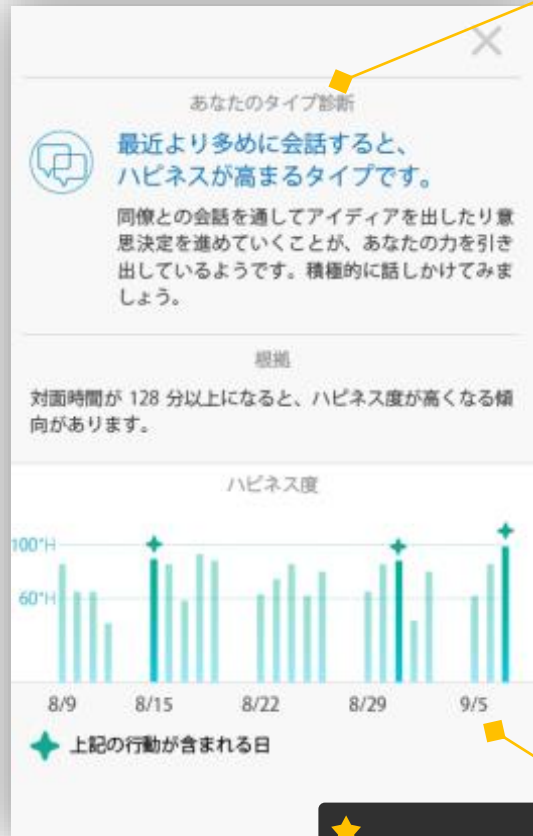 あなたのタイプ診断
最近より多めに会話すると、
ハピネスが高まるタイプです。
同僚との会話を通してアイディアを出したり意
思決定を進めていくことが、あなたの力を引き
出しているようです。積極的に話しかけてみま
しょう。
根拠
対面時間が 128 分以上になると、ハピネス度が高くなる傾
向があります。
ハピネス度
100°H
60°H
8/9 8/15 8/22 8/29 9/5
上記の行動が含まれる日